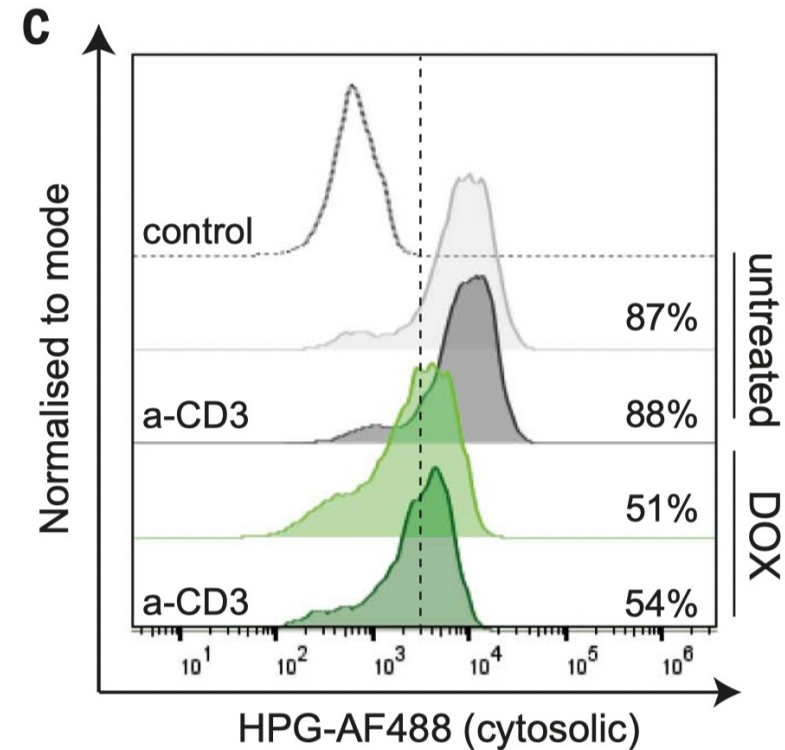 C
Normalised to mode
control
87%
a-CD3
88%
51%
a-CD3
54%
untreated
DOX
10¹ 10² 10³ 10⁴ 10⁵ 10⁶
HPG-AF488 (cytosolic)